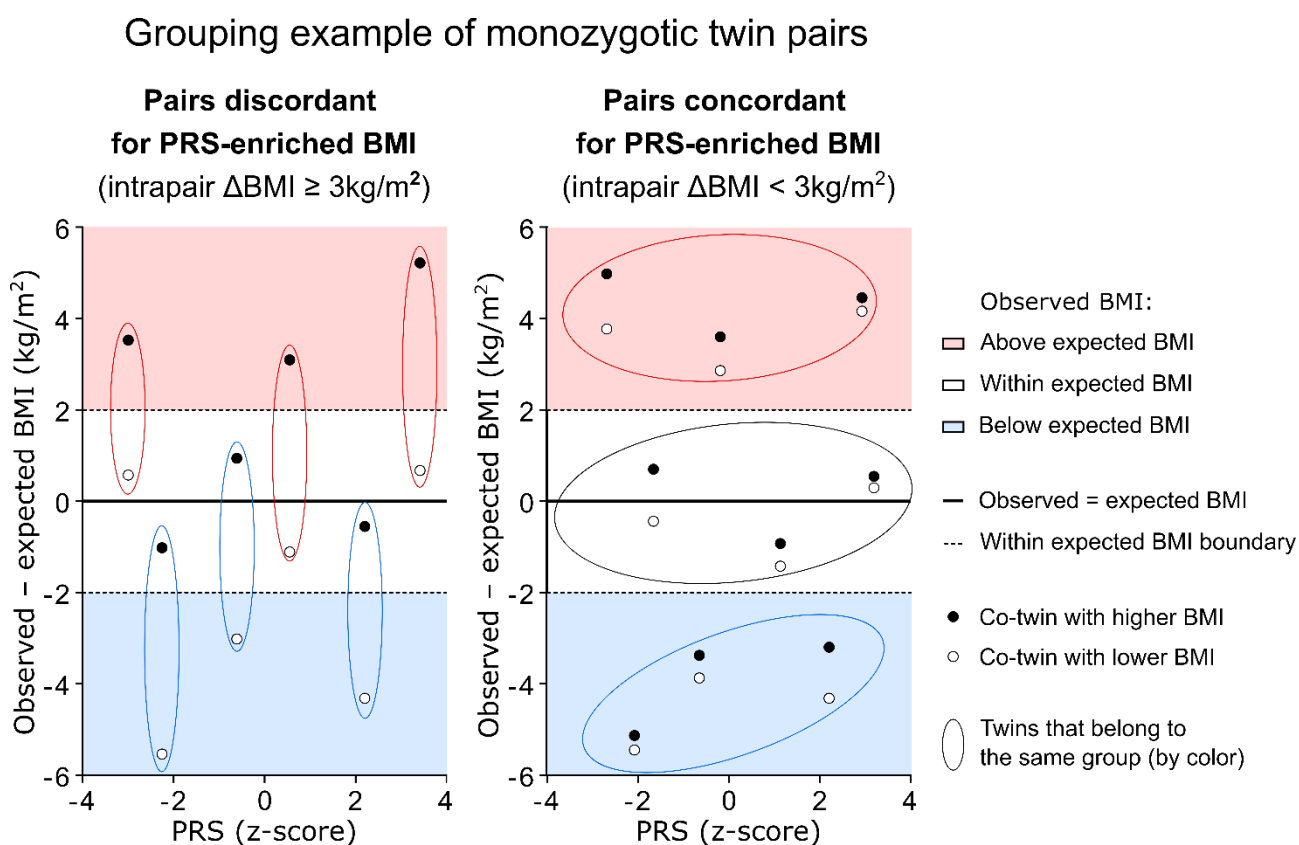 Grouping example of monozygotic twin pairs
Pairs discordant
for PRS-enriched BMI
(intrapair ΔBMI ≥ 3kg/m²)
Observed – expected BMI (kg/m²)
6
4
2
0
-2
-4
-6
-4
-2
0
2
4
PRS (z-score)
Pairs concordant
for PRS-enriched BMI
(intrapair ΔBMI < 3kg/m²)
Observed – expected BMI (kg/m²)
6
4
2
0
-2
-4
-6
-4
-2
0
2
4
PRS (z-score)
Observed BMI:
Above expected BMI
Within expected BMI
Below expected BMI
Observed = expected BMI
Within expected BMI boundary
Co-twin with higher BMI
Co-twin with lower BMI
Twins that belong to
the same group (by color)